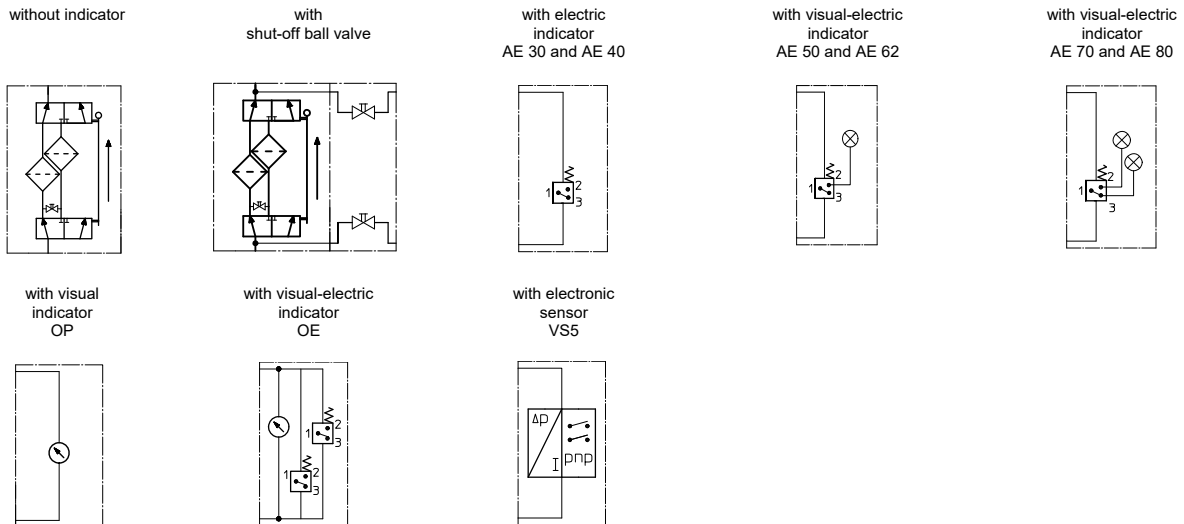 without indicator
with
shut-off ball valve
with electric
indicator
AE 30 and AE 40
with visual-electric
indicator
AE 50 and AE 62
with visual-electric
indicator
AE 70 and AE 80
1
2
3
1
2
3
1
2
3
with visual
indicator
OP
with visual-electric
indicator
OE
with electronic
sensor
VS5
1
2
3
1
2
3
Δp
I
pnp